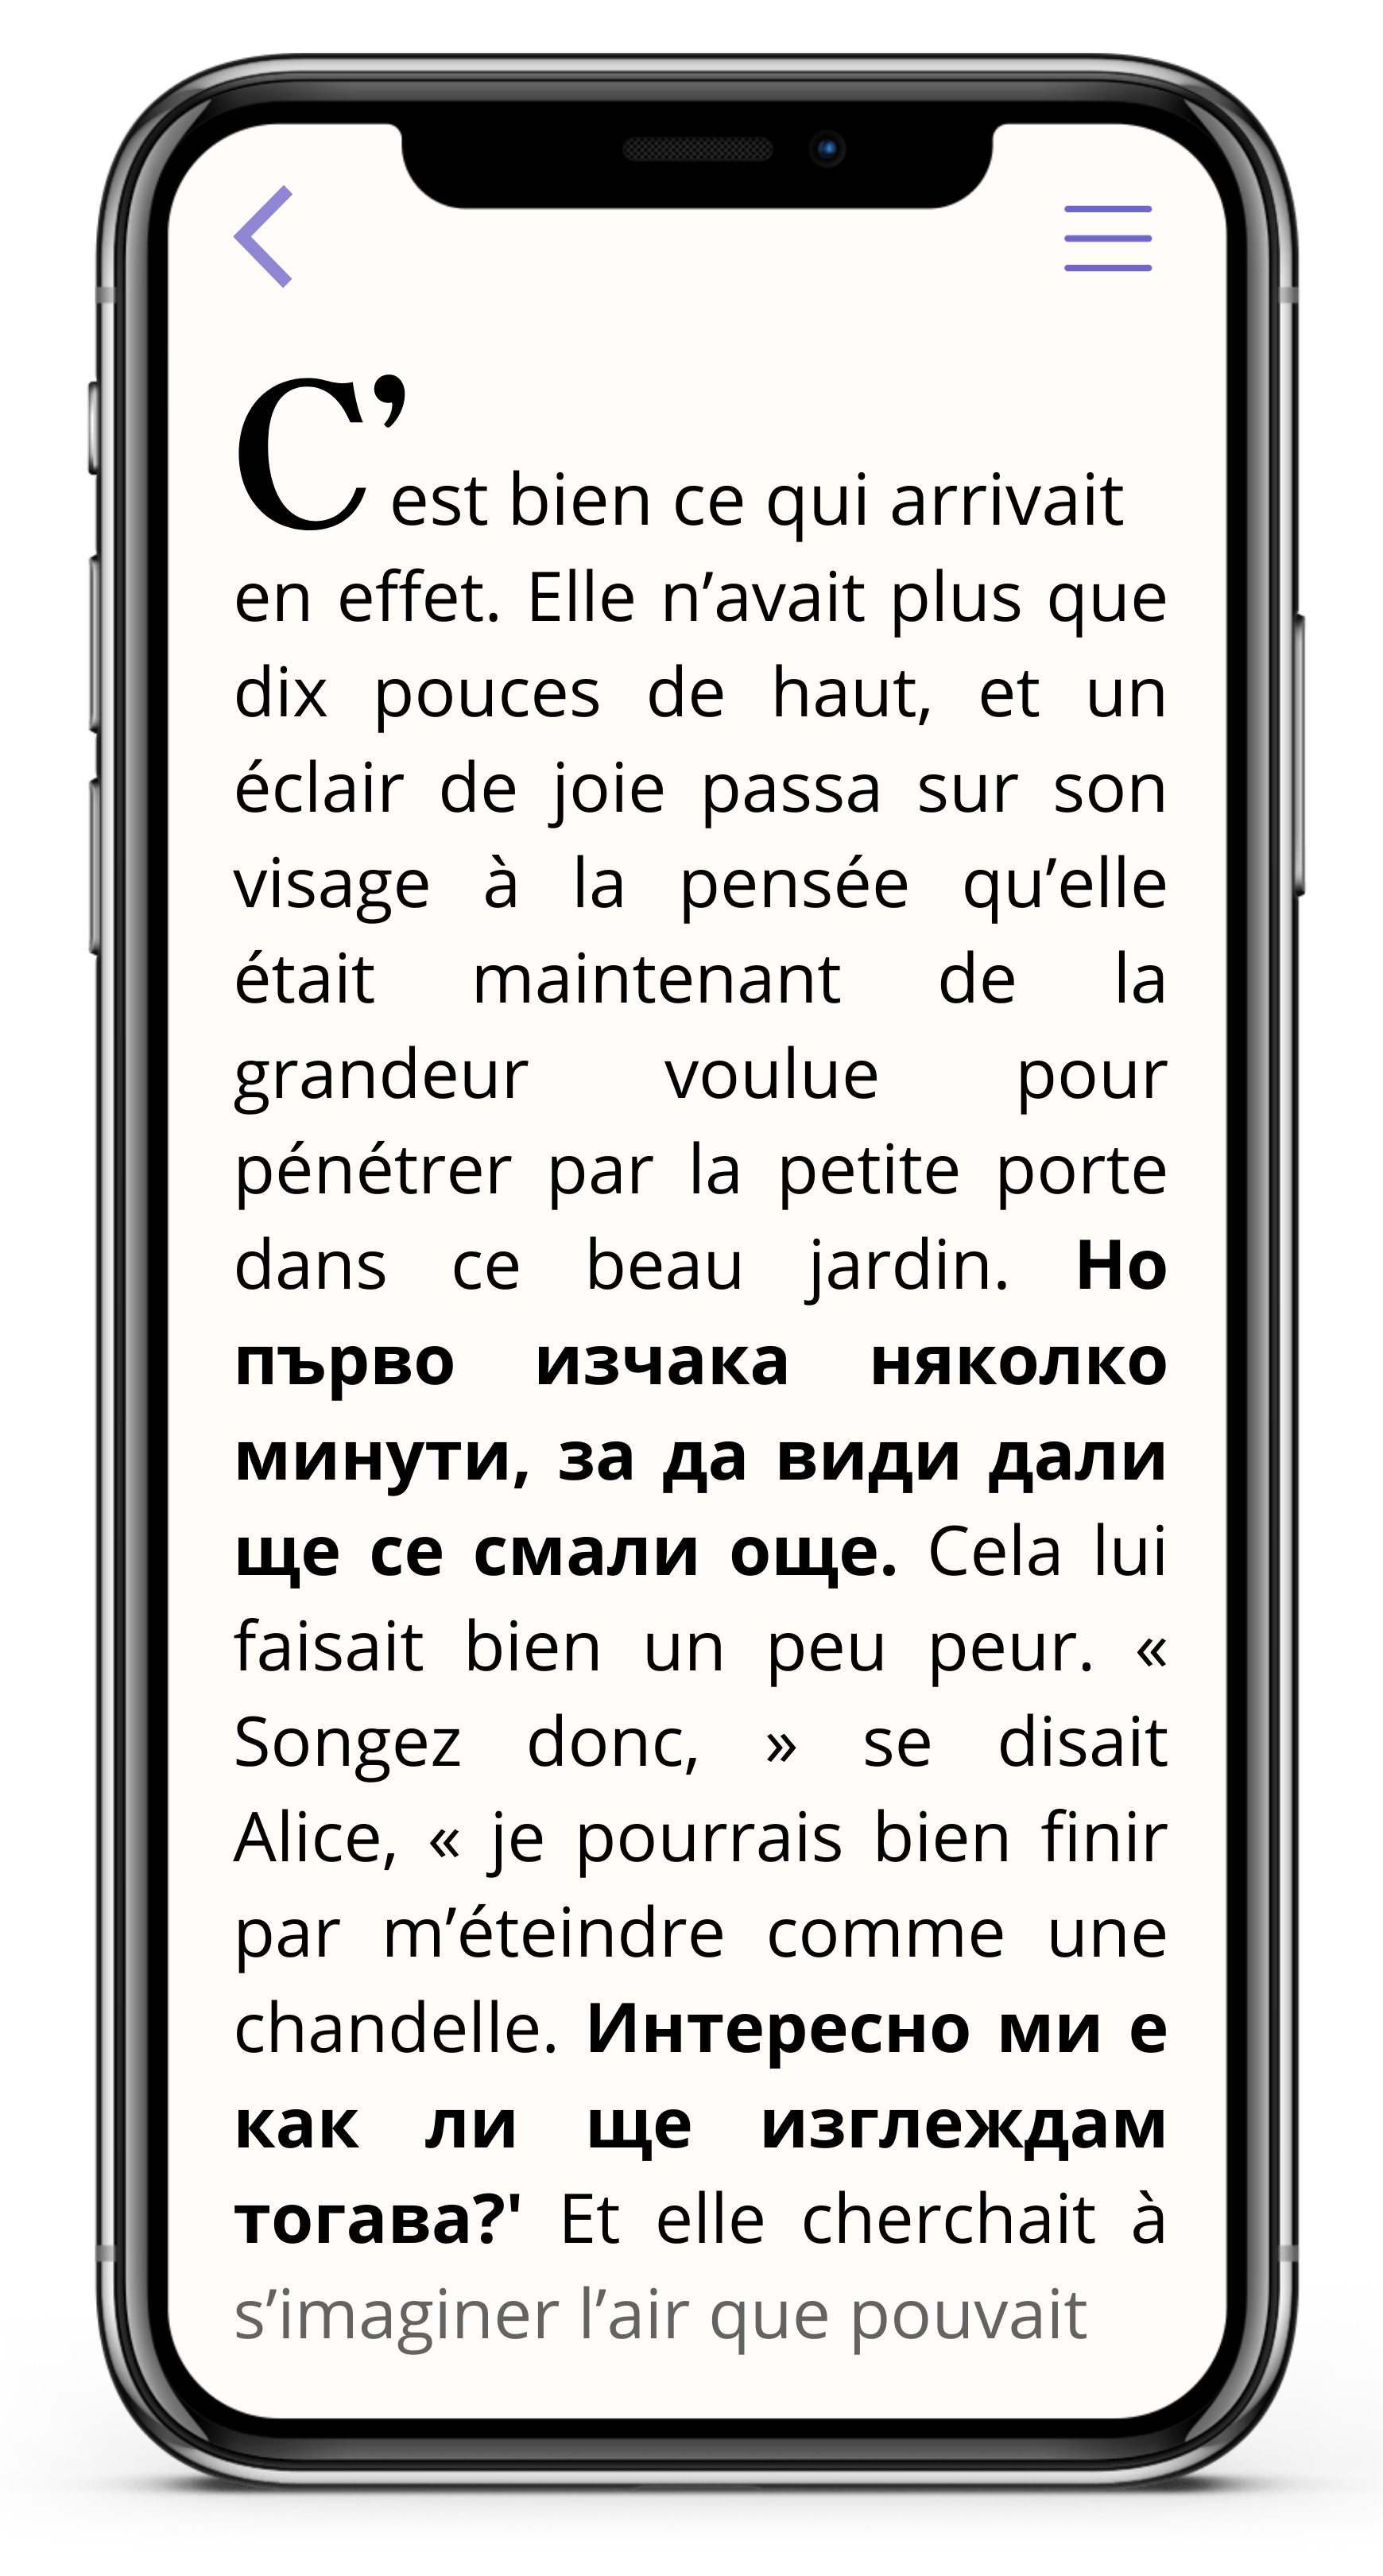 C’est bien ce qui arrivait
en effet. Elle n’avait plus que
dix pouces de haut, et un
éclair de joie passa sur son
visage à la pensée qu’elle
était maintenant de la
grandeur voulue pour
pénétrer par la petite porte
dans ce beau jardin. Но
първо изчака няколко
минути, за да види дали
ще се смали още. Cela lui
faisait bien un peu peur. «
Songez donc, » se disait
Alice, « je pourrais bien finir
par m’éteindre comme une
chandelle. Интересно ми е
как ли ще изглеждам
тогава?' Et elle cherchait à
s’imaginer l’air que pouvait